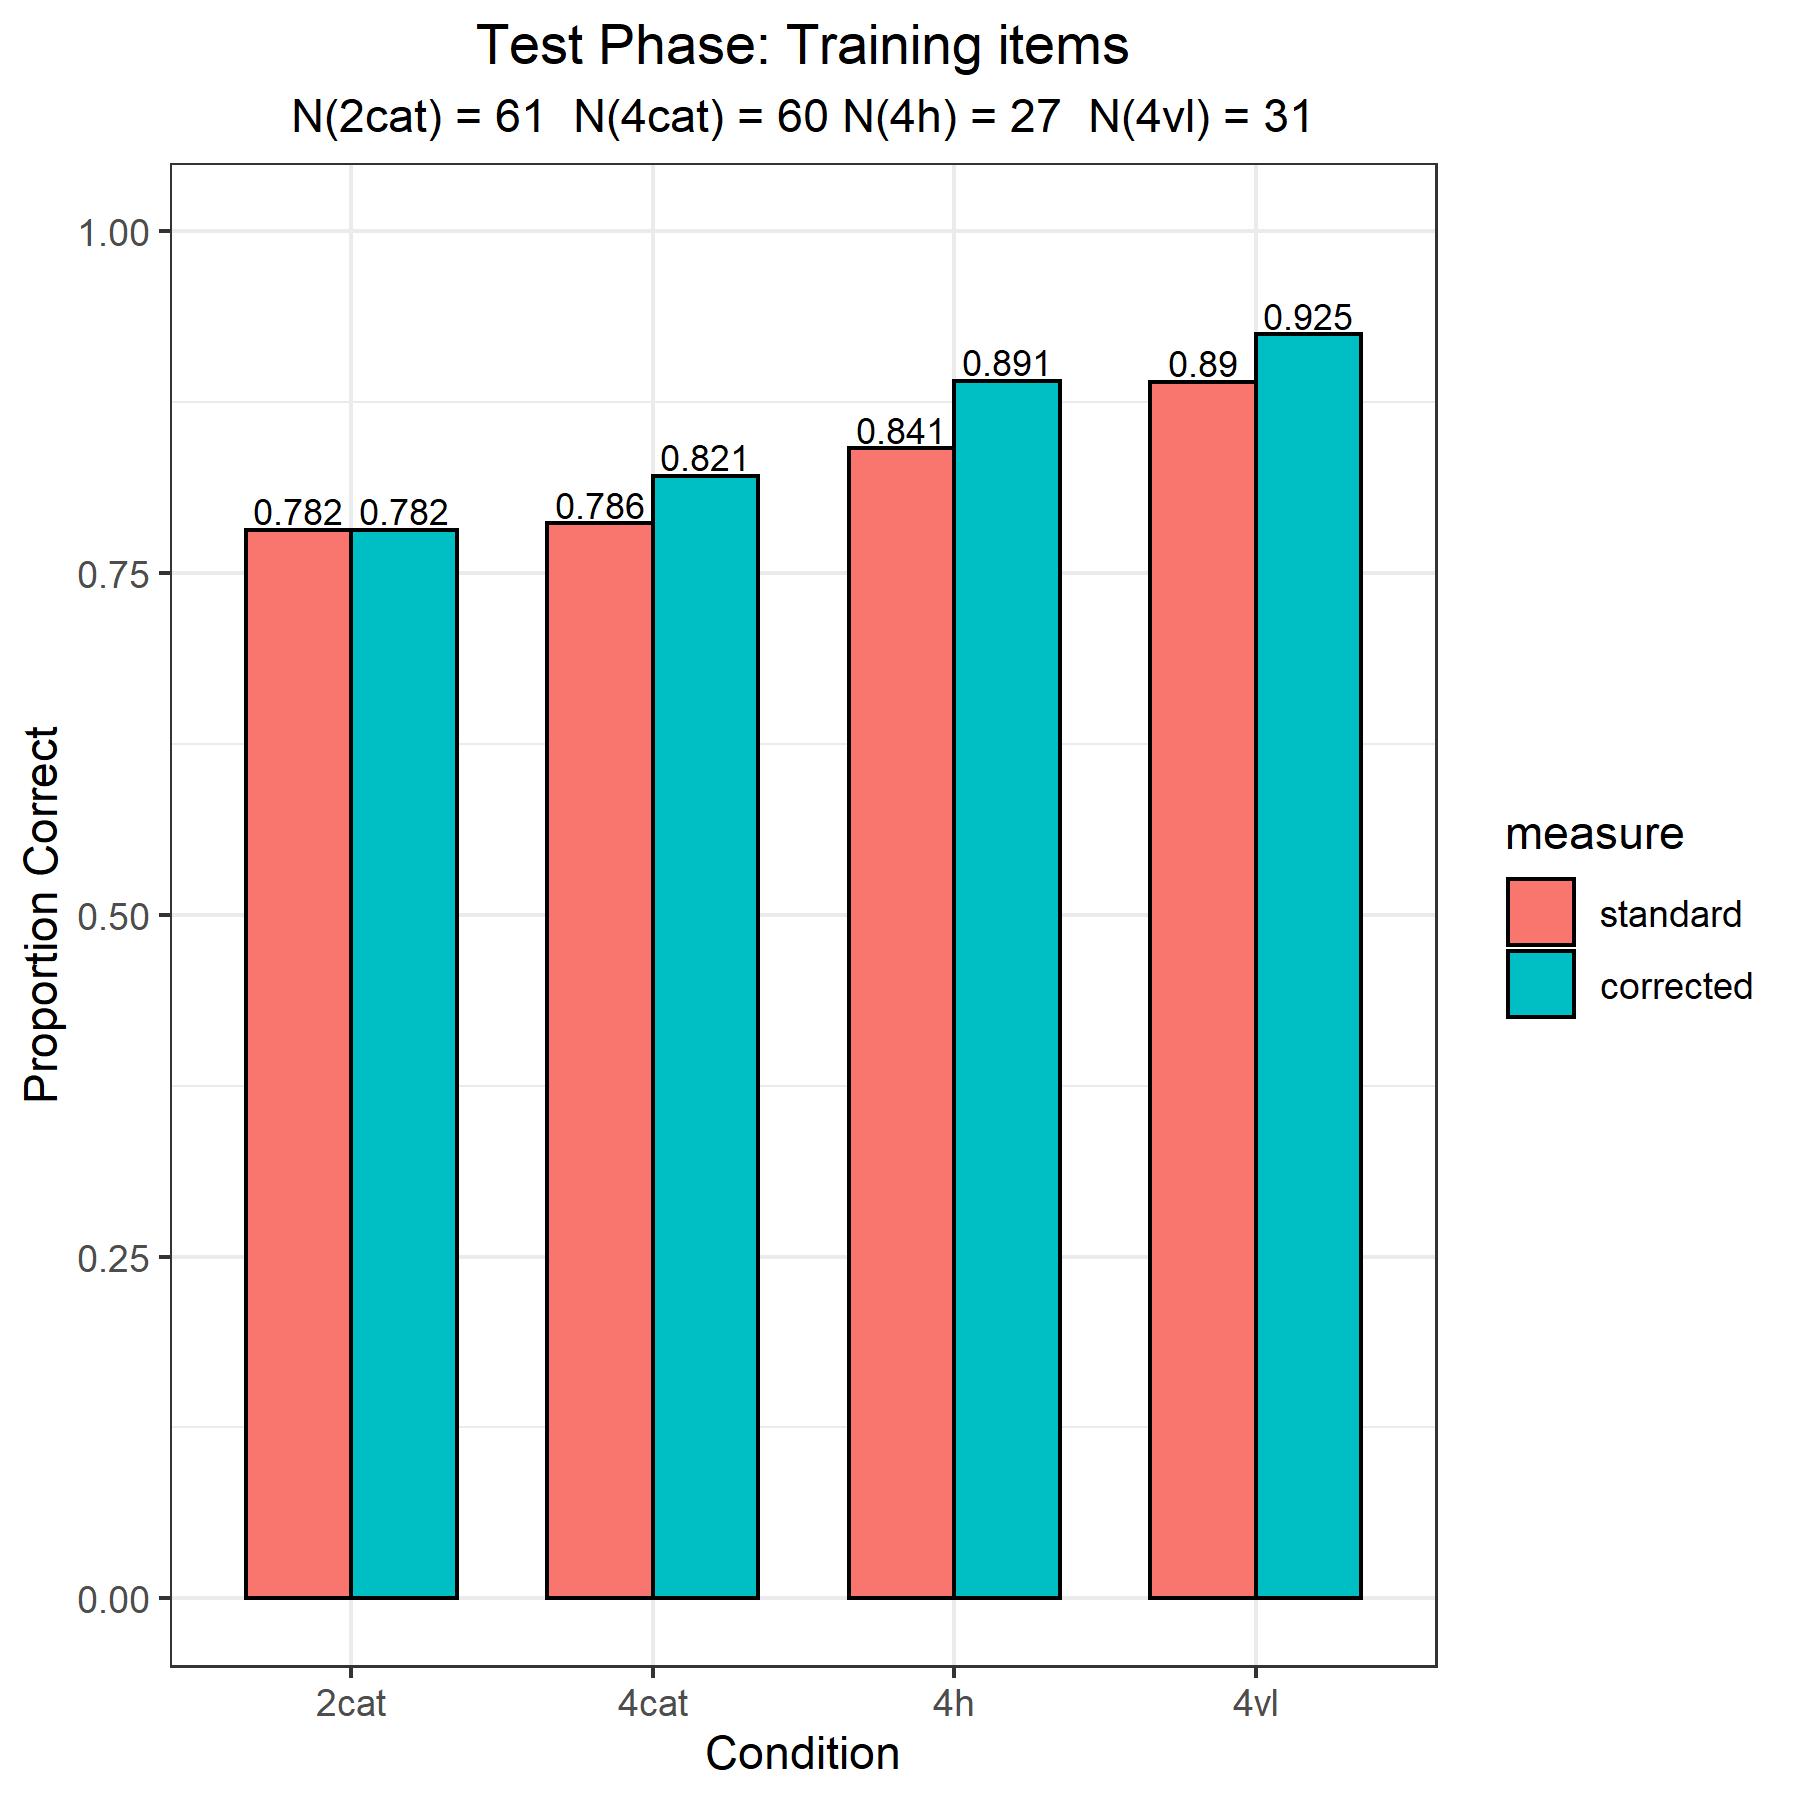 Test Phase: Training items
N(2cat) = 61  N(4cat) = 60 N(4h) = 27  N(4vl) = 31
Proportion Correct
1.00
0.75
0.50
0.25
0.00
0.782
0.782
0.786
0.821
0.841
0.891
0.89
0.925
2cat
4cat
4h
4vl
Condition
measure
standard
corrected